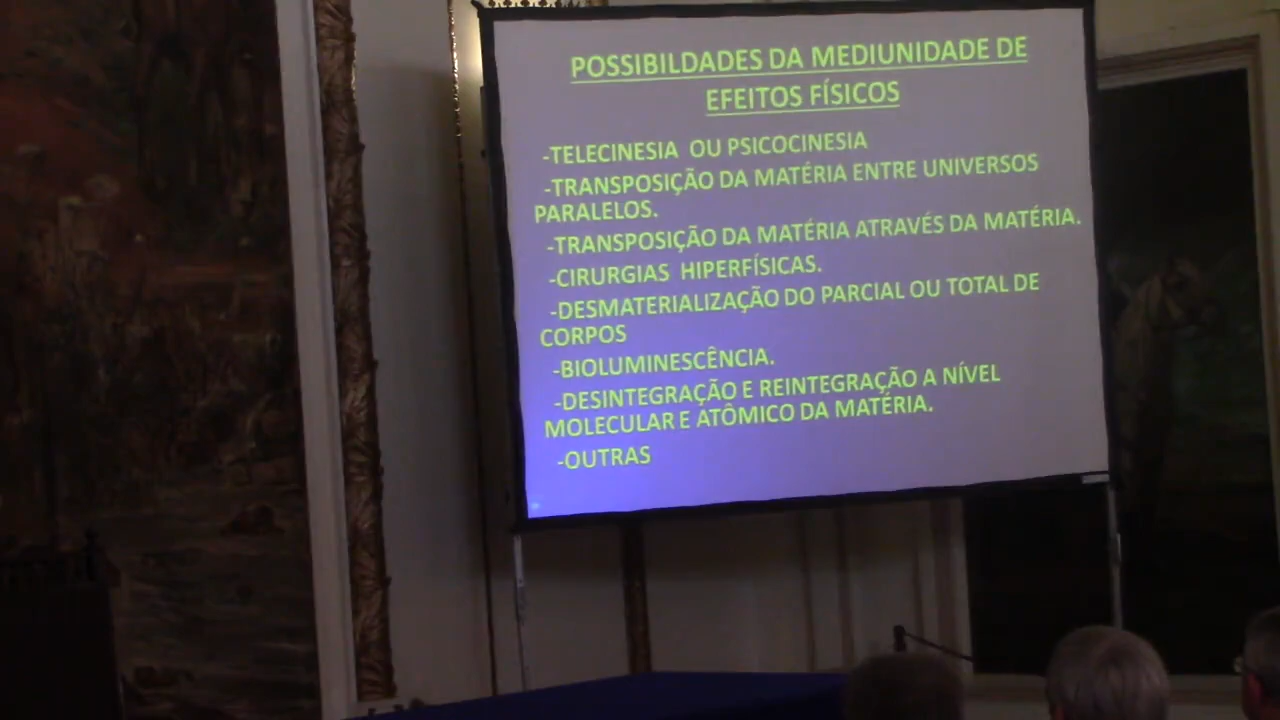 POSSIBILDADES DA MEDIUNIDADE DE
EFEITOS FÍSICOS
-TELECINESIA OU PSICOCINESIA
-TRANSPOSIÇÃO DA MATÉRIA ENTRE UNIVERSOS
PARALELOS.
-TRANSPOSIÇÃO DA MATÉRIA ATRAVÉS DA MATÉRIA.
-CIRURGIAS HIPERFÍSICAS.
-DESMATERIALIZAÇÃO DO PARCIAL OU TOTAL DE
CORPOS
-BIOLUMINESCÊNCIA.
-DESINTEGRAÇÃO E REINTEGRAÇÃO A NÍVEL
MOLECULAR E ATÔMICO DA MATÉRIA.
-OUTRAS